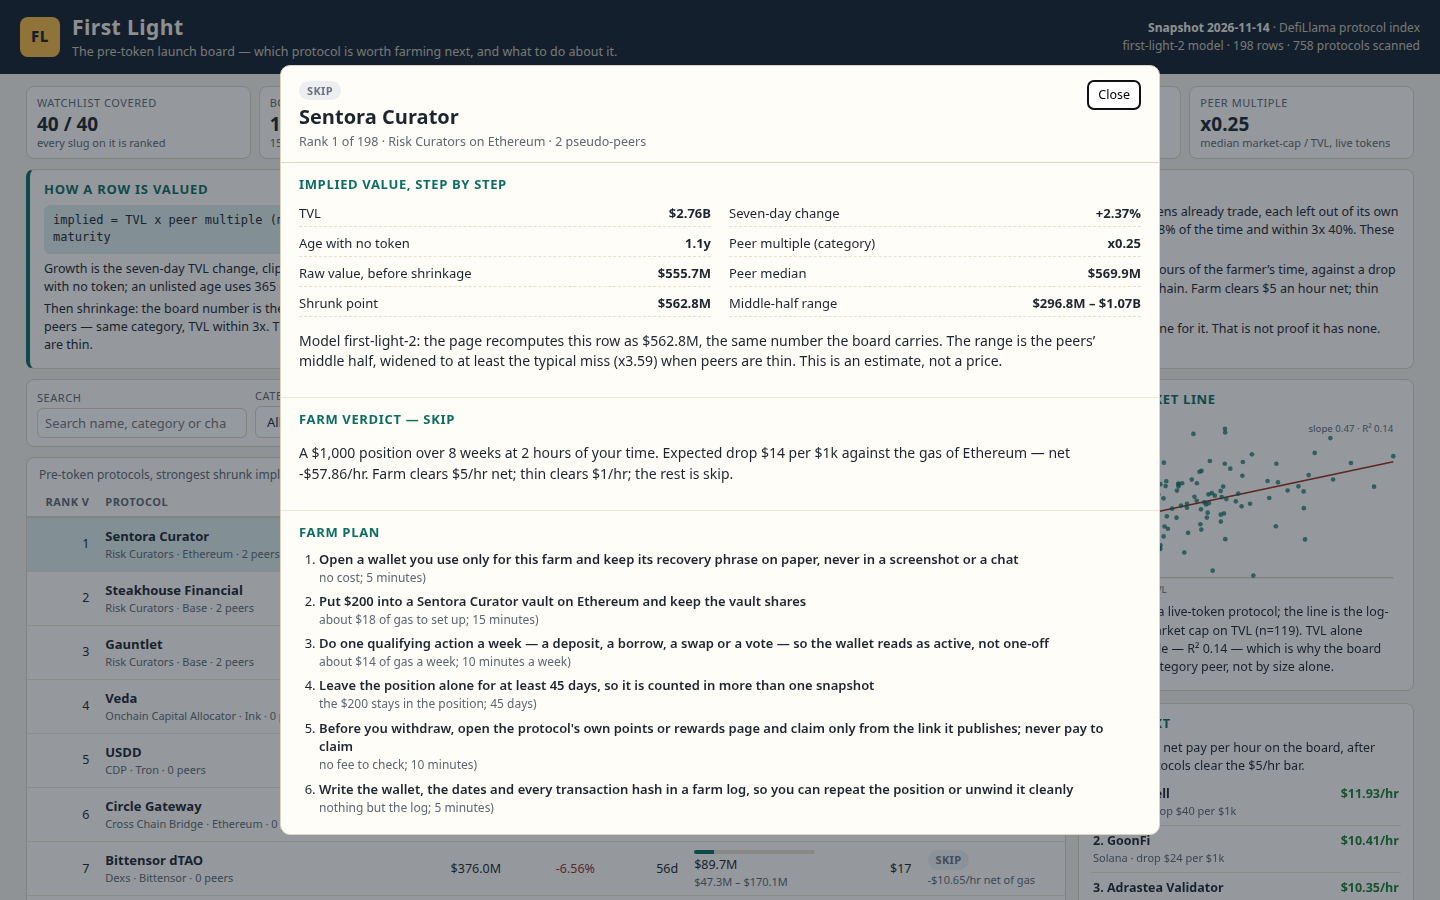 FL
First Light
The pre-token launch board — which protocol is worth farming next, and what to do about it.
Snapshot 2026-11-14 · DefiLlama protocol index
first-light-2 model · 198 rows · 758 protocols scanned
WATCHLIST COVERED
40 / 40
every slug on it is ranked
PEER MULTIPLE
x0.25
median market-cap / TVL, live tokens
HOW A ROW IS VALUED
implied = TVL x peer multiple
maturity
Growth is the seven-day TVL change,
with no token; an unlisted age uses 365
Then shrinkage: the board number is
peers — same category, TVL within 3x.
are thin.
already trade, each left out of its own
of the time and within 3x 40%. These
of the farmer's time, against a drop
Farm clears $5 an hour net; thin
for it. That is not proof it has none.
SEARCH
Search name, category or cha
Pre-token protocols, strongest shrunk
RANK V PROTOCOL
1 Sentora Curator
Risk Curators · Ethereum · 2 peers
2 Steakhouse Financial
Risk Curators · Base · 2 peers
3 Gauntlet
Risk Curators · Base · 2 peers
4 Veda
Onchain Capital Allocator · Ink · 0
5 USDD
CDP · Tron · 0 peers
6 Circle Gateway
Cross Chain Bridge · Ethereum · 0
7 Bittensor dTAO $376.0M -6.56% 56d $89.7M $17 SKIP
Dexs · Bittensor · 0 peers $47.3M – $170.1M -$10.65/hr net of gas
SKIP
Sentora Curator
Rank 1 of 198 · Risk Curators on Ethereum · 2 pseudo-peers
Close
IMPLIED VALUE, STEP BY STEP
TVL $2.76B Seven-day change +2.37%
Age with no token 1.1y Peer multiple (category) x0.25
Raw value, before shrinkage $555.7M Peer median $569.9M
Shrunk point $562.8M Middle-half range $296.8M – $1.07B
Model first-light-2: the page recomputes this row as $562.8M, the same number the board carries. The range is the peers’
middle half, widened to at least the typical miss (x3.59) when peers are thin. This is an estimate, not a price.
FARM VERDICT — SKIP
A $1,000 position over 8 weeks at 2 hours of your time. Expected drop $14 per $1k against the gas of Ethereum — net
-$57.86/hr. Farm clears $5/hr net; thin clears $1/hr; the rest is skip.
FARM PLAN
1. Open a wallet you use only for this farm and keep its recovery phrase on paper, never in a screenshot or a chat
no cost; 5 minutes)
2. Put $200 into a Sentora Curator vault on Ethereum and keep the vault shares
about $18 of gas to set up; 15 minutes)
3. Do one qualifying action a week — a deposit, a borrow, a swap or a vote — so the wallet reads as active, not one-off
about $14 of gas a week; 10 minutes a week)
4. Leave the position alone for at least 45 days, so it is counted in more than one snapshot
the $200 stays in the position; 45 days)
5. Before you withdraw, open the protocol's own points or rewards page and claim only from the link it publishes; never pay to
claim
no fee to check; 10 minutes)
6. Write the wallet, the dates and every transaction hash in a farm log, so you can repeat the position or unwind it cleanly
nothing but the log; 5 minutes)
LINE
slope 0.47 · R² 0.14
a live-token protocol; the line is the log-
cap on TVL (n=119). TVL alone
— R² 0.14 — which is why the board
peer, not by size alone.
net pay per hour on the board, after
clear the $5/hr bar.
$11.93/hr
$40 per $1k
2. GoonFi $10.41/hr
Solana · drop $24 per $1k
3. Adrastea Validator $10.35/hr